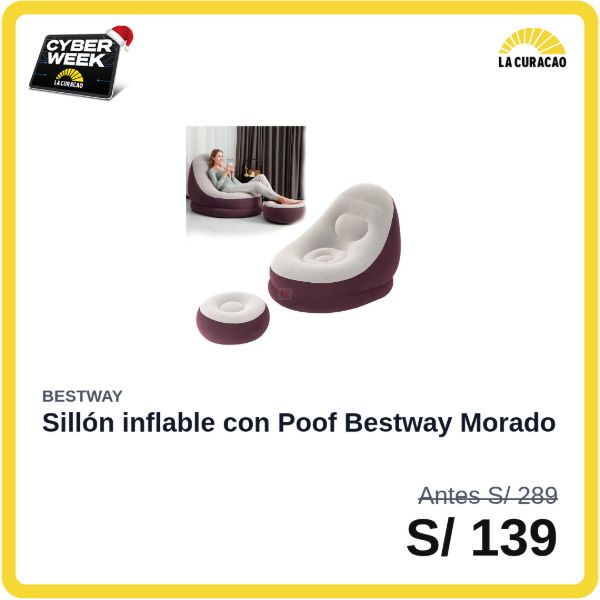 CYBER
WEEK
LA CURACAO
LA CURACAO
BESTWAY
Sillón inflable con Poof Bestway Morado
Antes S/ 289
S/ 139